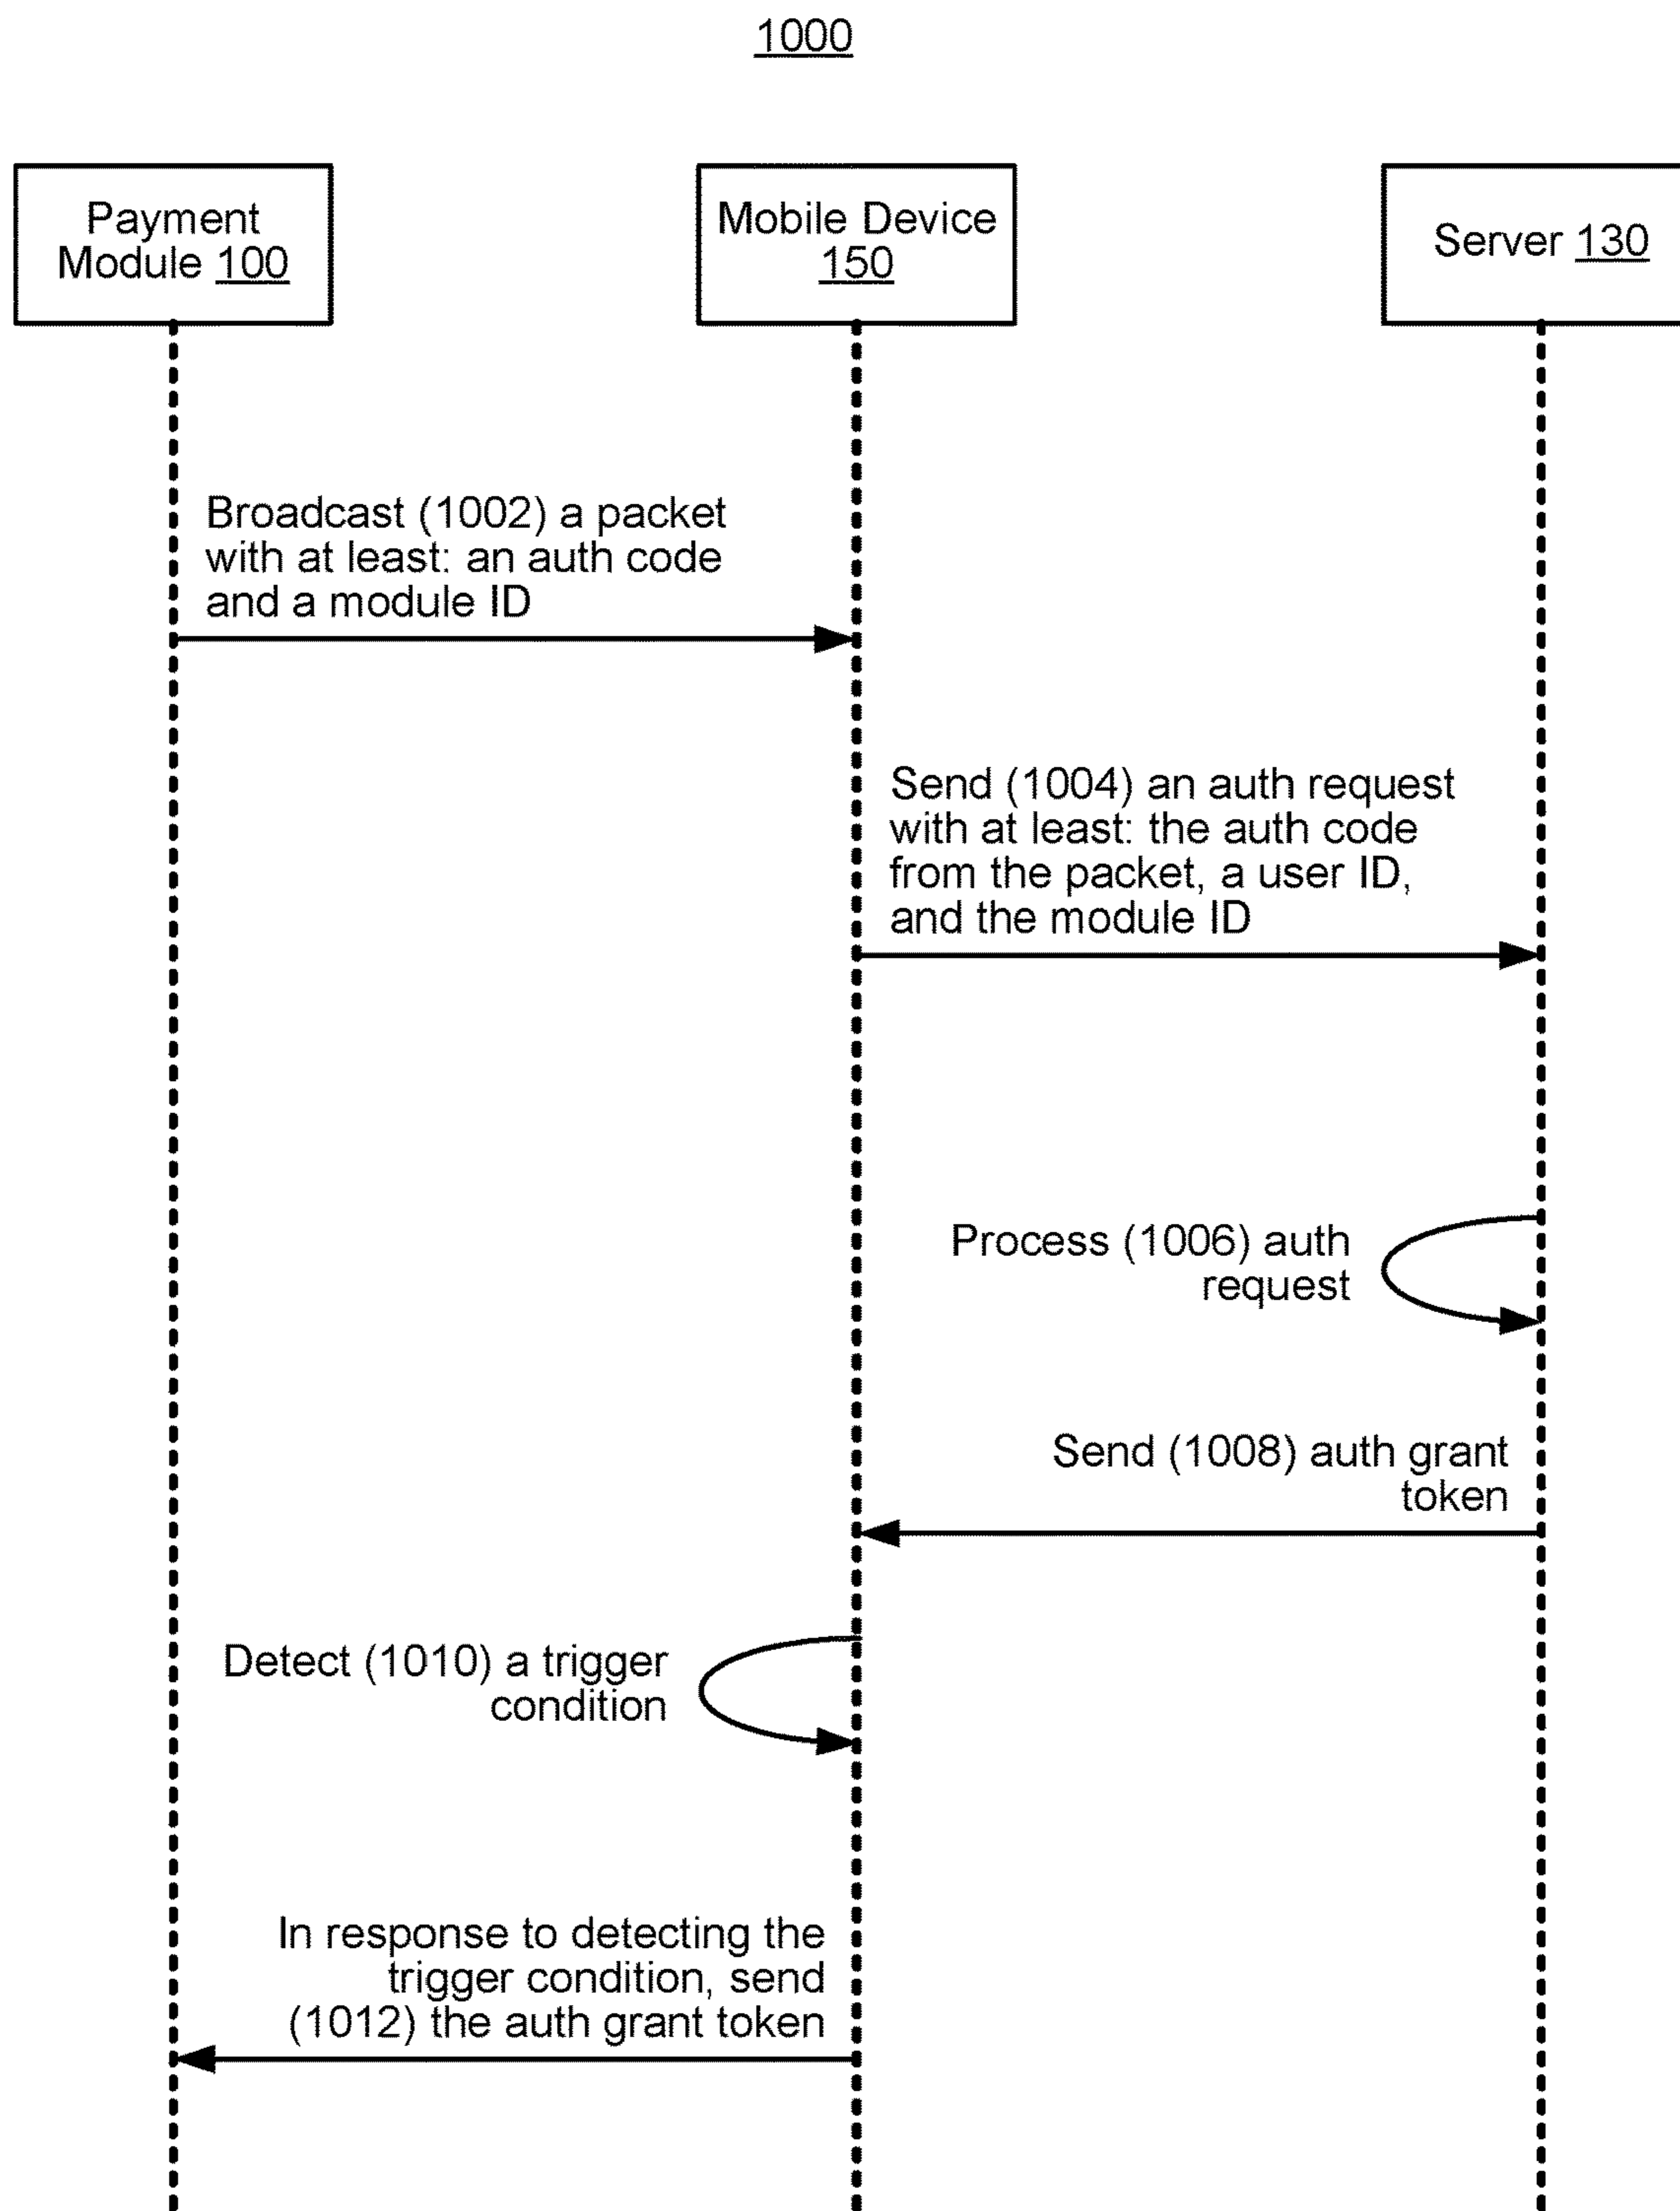 1000
Payment
Module 100
Mobile Device
150
Server 130
Broadcast (1002) a packet
with at least: an auth code
and a module ID
Send (1004) an auth request
with at least: the auth code
from the packet, a user ID,
and the module ID
Process (1006) auth
request
Send (1008) auth grant
token
Detect (1010) a trigger
condition
In response to detecting the
trigger condition, send
(1012) the auth grant token